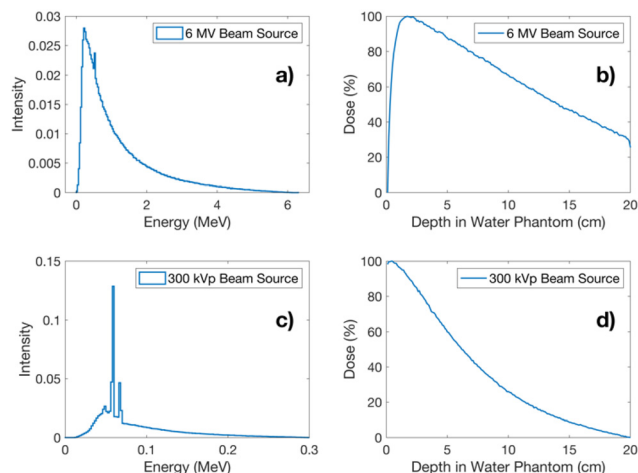 0.03
0.025
0.02
0.015
0.01
0.005
0
Intensity
6 MV Beam Source
a)
0 2 4 6
Energy (MeV)
100
80
60
40
20
0
Dose (%)
6 MV Beam Source
b)
0 5 10 15 20
Depth in Water Phantom (cm)
0.15
0.1
0.05
0
Intensity
300 kVp Beam Source
c)
0 0.1 0.2 0.3
Energy (MeV)
100
80
60
40
20
0
Dose (%)
300 kVp Beam Source
d)
0 5 10 15 20
Depth in Water Phantom (cm)